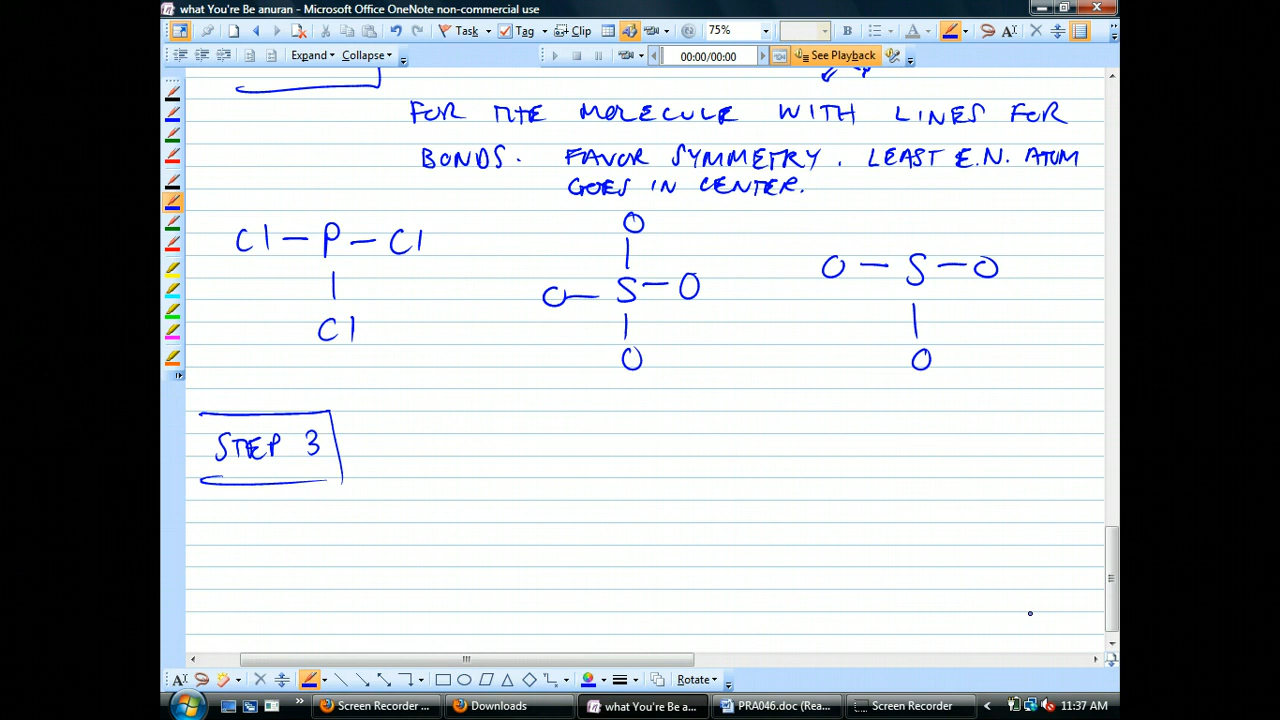 what You're Be anuran - Microsoft Office OneNote non-commercial use
Task Tag Clip 75% B
Expand Collapse 00:00/00:00 See Playback
FOR THE MOLECULE WITH LINES FOR
BONDS. FAVOR SYMMETRY. LEAST E.N. ATOM
GOES IN CENTER.
O
Cl – P – Cl
O – S – O
O – S – O
Cl
O
O
STEP 3
Rotate
Screen Recorder ... Downloads what You're Be a... PRA046.doc (Rea... Screen Recorder 11:37 AM